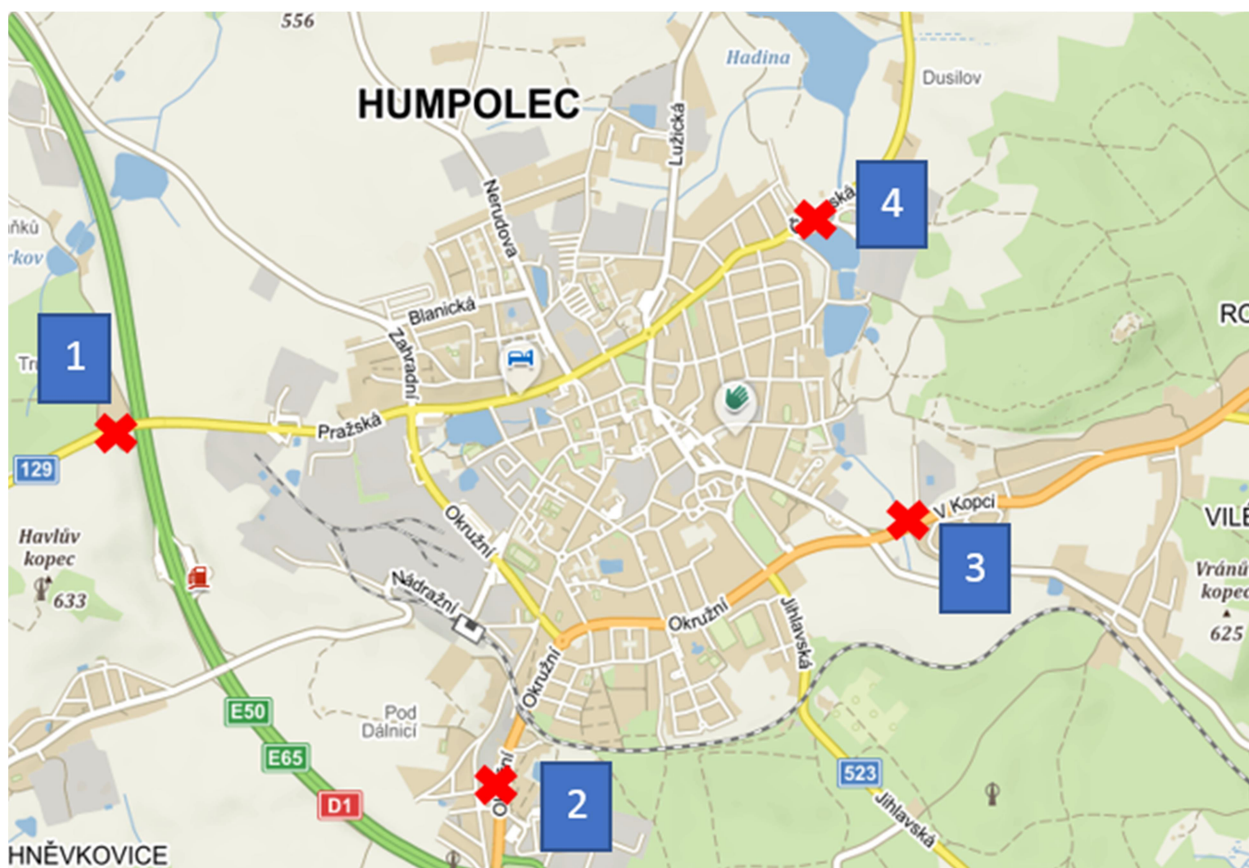 556
Hadina
Dusilov
HUMPOLEC
Lužická
Nerudova
ská
4
Blanická
Zahradní
1
Pražská
129
Havlův
kopec
633
Okružní
Nádražní
V Kopci
3
Vránův
kopec
625
Okružní
Jihlavská
Okružní
Pod
Dálnicí
E50
E65
D1
523
Jihlavská
2